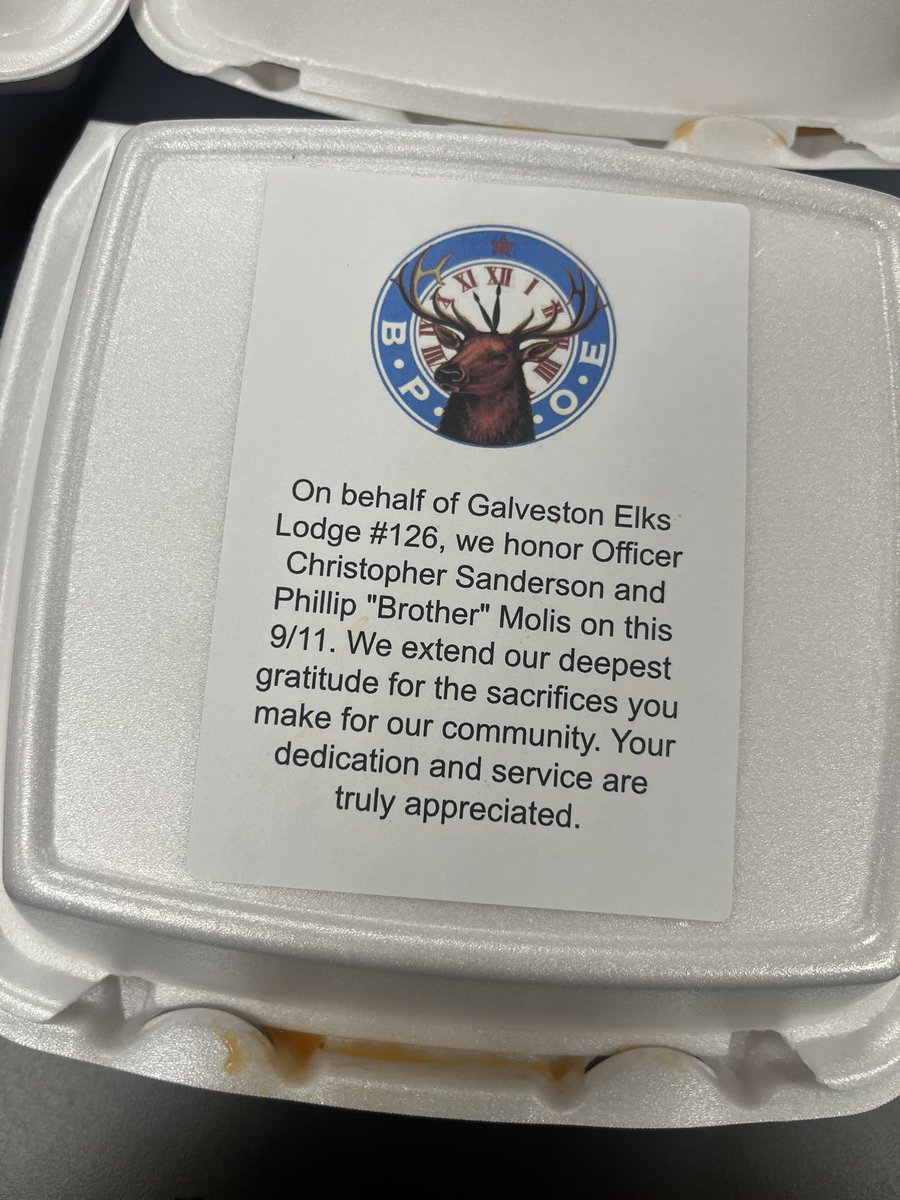 XI XII I
B · P · O · E
On behalf of Galveston Elks
Lodge #126, we honor Officer
Christopher Sanderson and
Phillip "Brother" Molis on this
9/11. We extend our deepest
gratitude for the sacrifices you
make for our community. Your
dedication and service are
truly appreciated.